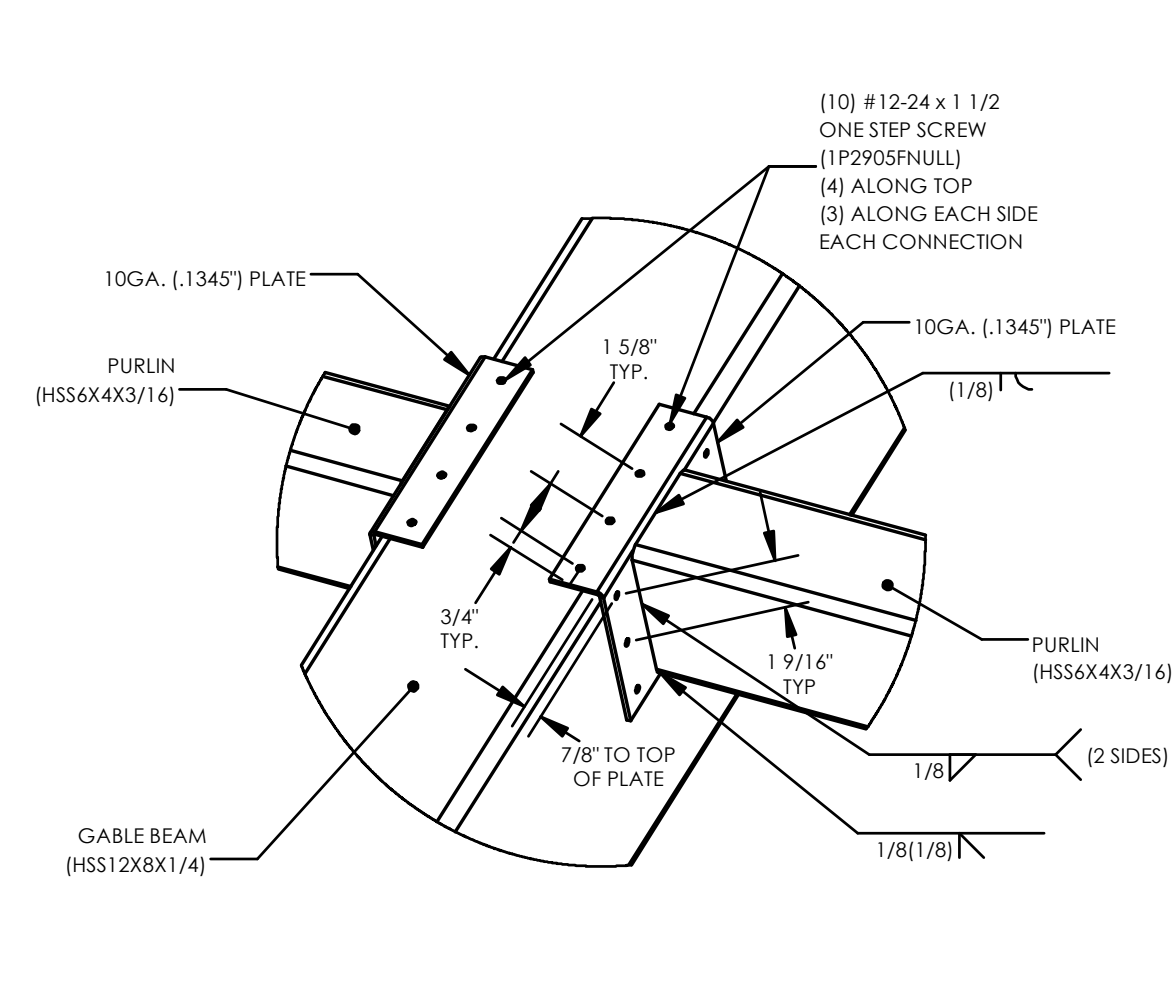 (10) #12-24 x 1 1/2
ONE STEP SCREW
(1P2905FNULL)
(4) ALONG TOP
(3) ALONG EACH SIDE
EACH CONNECTION
10GA. (.1345") PLATE
10GA. (.1345") PLATE
1 5/8"
TYP.
PURLIN
(HSS6X4X3/16)
(1/8)
3/4"
TYP.
1 9/16"
TYP
PURLIN
(HSS6X4X3/16)
7/8" TO TOP
OF PLATE
1/8
(2 SIDES)
GABLE BEAM
(HSS12X8X1/4)
1/8(1/8)